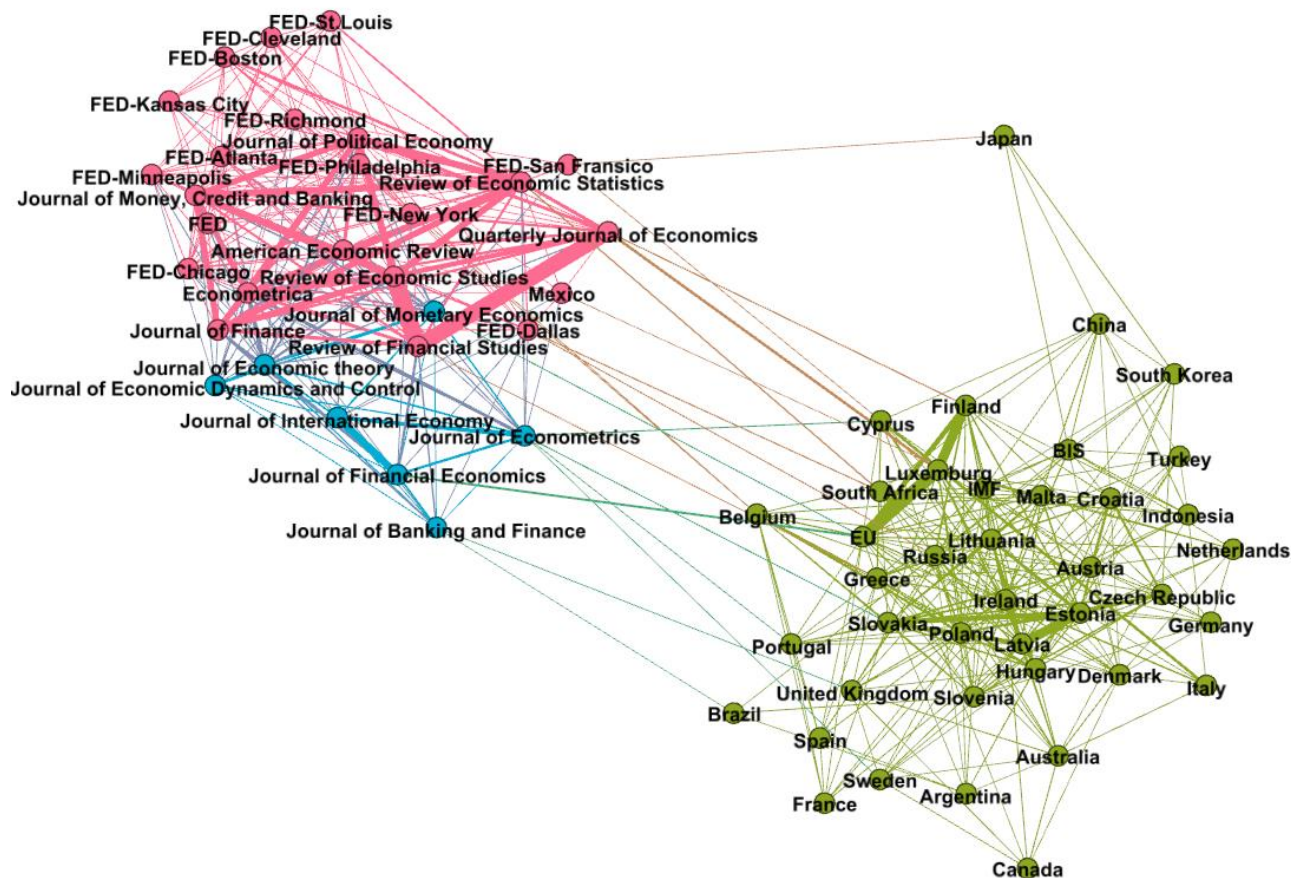 FED-St.Louis
FED-Cleveland
FED-Boston
FED-Kansas City
FED-Richmond
Journal of Political Economy
Japan
FED-Atlanta
FED-Philadelphia
FED-San Fransico
FED-Minneapolis
Review of Economic Statistics
Journal of Money, Credit and Banking
FED
FED-New York
Quarterly Journal of Economics
American Economic Review
FED-Chicago
Review of Economic Studies
Econometrica
Mexico
Journal of Monetary Economics
China
Journal of Finance
FED-Dallas
Review of Financial Studies
Journal of Economic theory
South Korea
Journal of Economic Dynamics and Control
Finland
Journal of International Economy
Cyprus
Journal of Econometrics
BIS
Turkey
Journal of Financial Economics
Luxemburg
South Africa
IMF
Malta
Croatia
Belgium
Indonesia
Journal of Banking and Finance
EU
Lithuania
Netherlands
Russia
Austria
Greece
Ireland
Czech Republic
Estonia
Slovakia
Poland
Germany
Portugal
Latvia
Hungary
Denmark
United Kingdom
Slovenia
Italy
Brazil
Spain
Australia
Sweden
France
Argentina
Canada